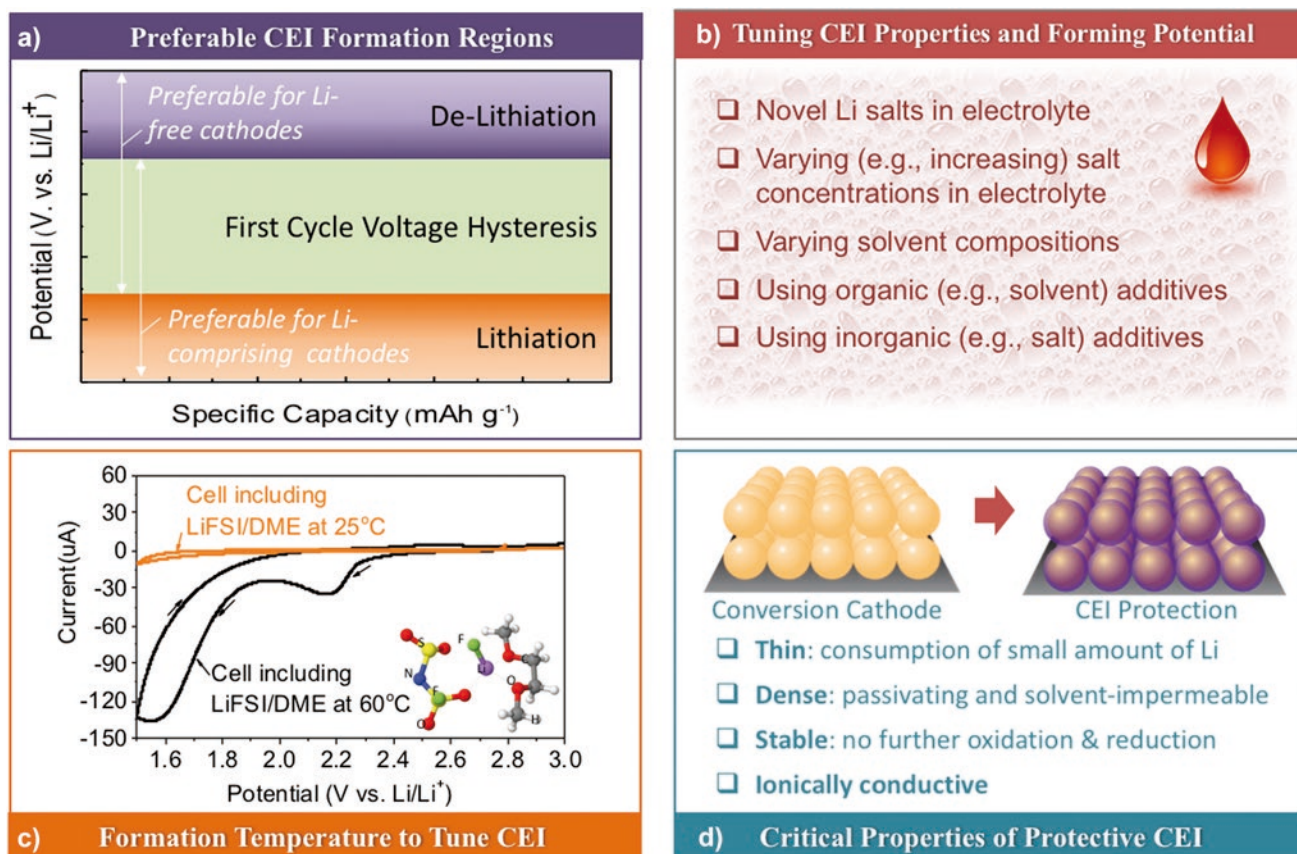 a) Preferable CEI Formation Regions
Potential (V. vs. Li/Li+)
Preferable for Li-
free cathodes
De-Lithiation
First Cycle Voltage Hysteresis
Preferable for Li-
comprising cathodes
Lithiation
Specific Capacity (mAh g⁻¹)
b) Tuning CEI Properties and Forming Potential
❑ Novel Li salts in electrolyte
❑ Varying (e.g., increasing) salt
concentrations in electrolyte
❑ Varying solvent compositions
❑ Using organic (e.g., solvent) additives
❑ Using inorganic (e.g., salt) additives
60
30
0
-30
-60
-90
-120
-150
Current(uA)
Cell including
LiFSI/DME at 25°C
Cell including
LiFSI/DME at 60°C
S
F
N
Li
F
O
O
H
1.6 1.8 2.0 2.2 2.4 2.6 2.8 3.0
Potential (V vs. Li/Li⁺)
c) Formation Temperature to Tune CEI
Conversion Cathode
CEI Protection
❑ Thin: consumption of small amount of Li
❑ Dense: passivating and solvent-impermeable
❑ Stable: no further oxidation & reduction
❑ Ionically conductive
d) Critical Properties of Protective CEI